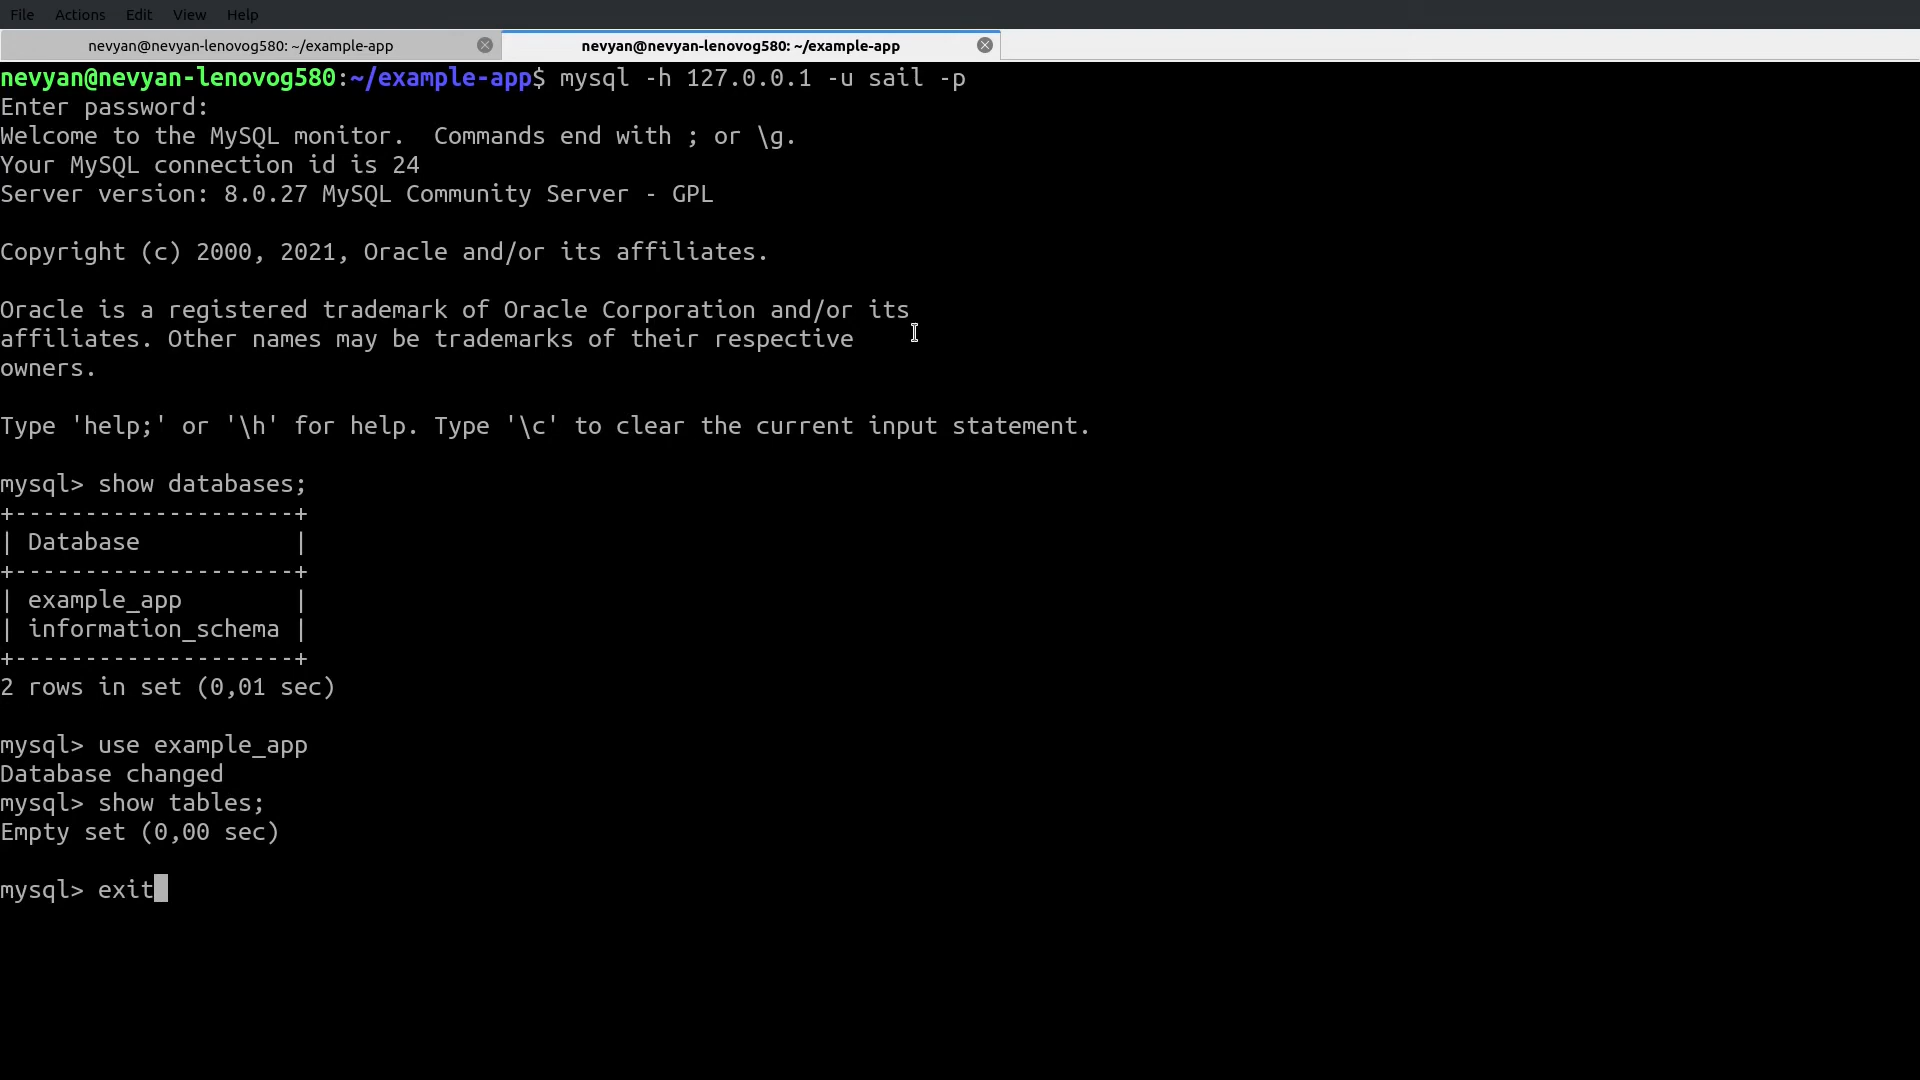 File Actions Edit View Help
nevyan@nevyan-lenovog580: ~/example-app nevyan@nevyan-lenovog580: ~/example-app
nevyan@nevyan-lenovog580:~/example-app$ mysql -h 127.0.0.1 -u sail -p
Enter password:
Welcome to the MySQL monitor.  Commands end with ; or \g.
Your MySQL connection id is 24
Server version: 8.0.27 MySQL Community Server - GPL
Copyright (c) 2000, 2021, Oracle and/or its affiliates.
Oracle is a registered trademark of Oracle Corporation and/or its
affiliates. Other names may be trademarks of their respective
owners.
Type 'help;' or '\h' for help. Type '\c' to clear the current input statement.
mysql> show databases;
+--------------------+
| Database           |
+--------------------+
| example_app        |
| information_schema |
+--------------------+
2 rows in set (0,01 sec)
mysql> use example_app
Database changed
mysql> show tables;
Empty set (0,00 sec)
mysql> exit